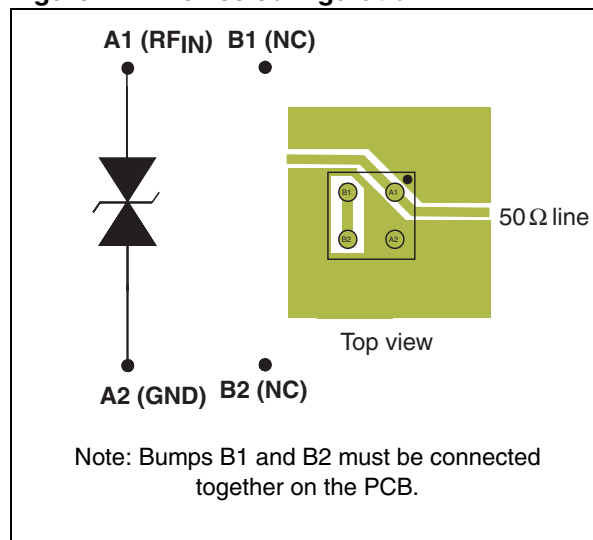 A1 (RFIN) B1 (NC)
B1 A1
50 Ω line
B2 A2
Top view
A2 (GND) B2 (NC)
Note: Bumps B1 and B2 must be connected
together on the PCB.